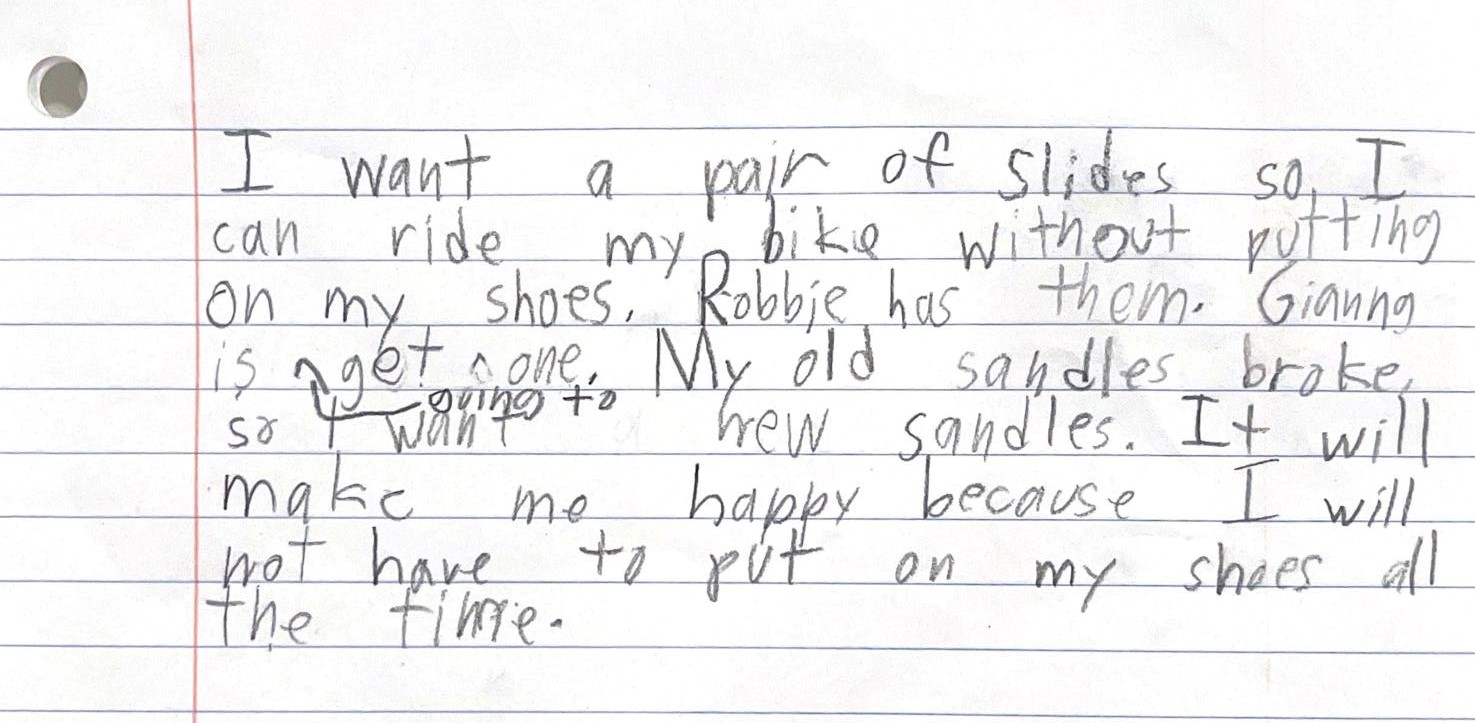 I want a pair of slides so I
can ride my bike without putting
on my shoes. Robbie has them. Gianna
is going to get one. My old sandles broke,
so I want new sandles. It will
make me happy because I will
not have to put on my shoes all
the time.